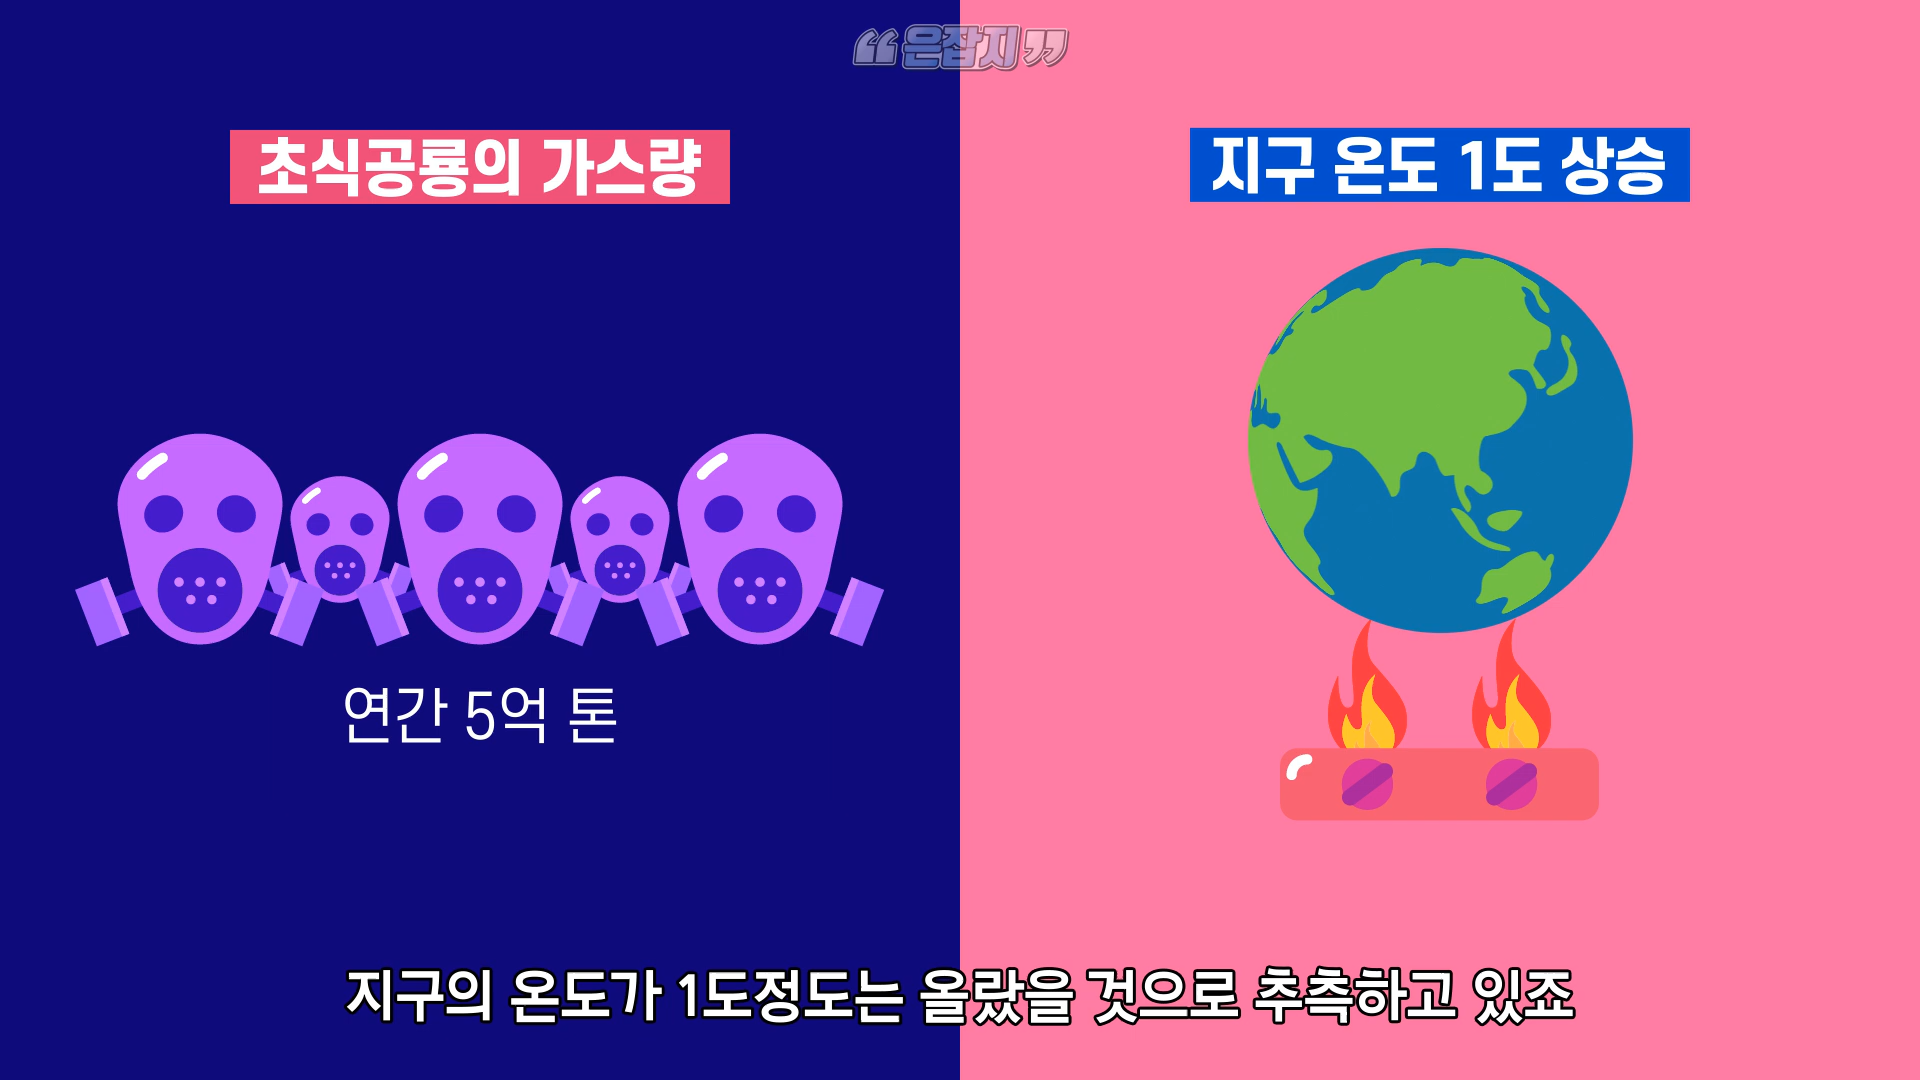 “은잡지”
초식공룡의 가스량
지구 온도 1도 상승
연간 5억 톤
지구의 온도가 1도정도는 올랐을 것으로 추측하고 있죠